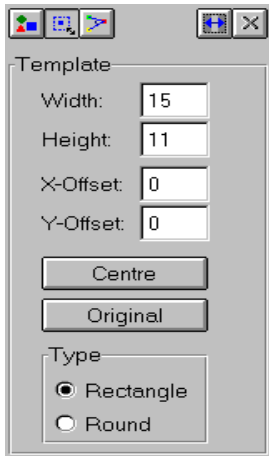 Template
Width: 15
Height: 11
X-Offset: 0
Y-Offset: 0
Centre
Original
Type
Rectangle
Round